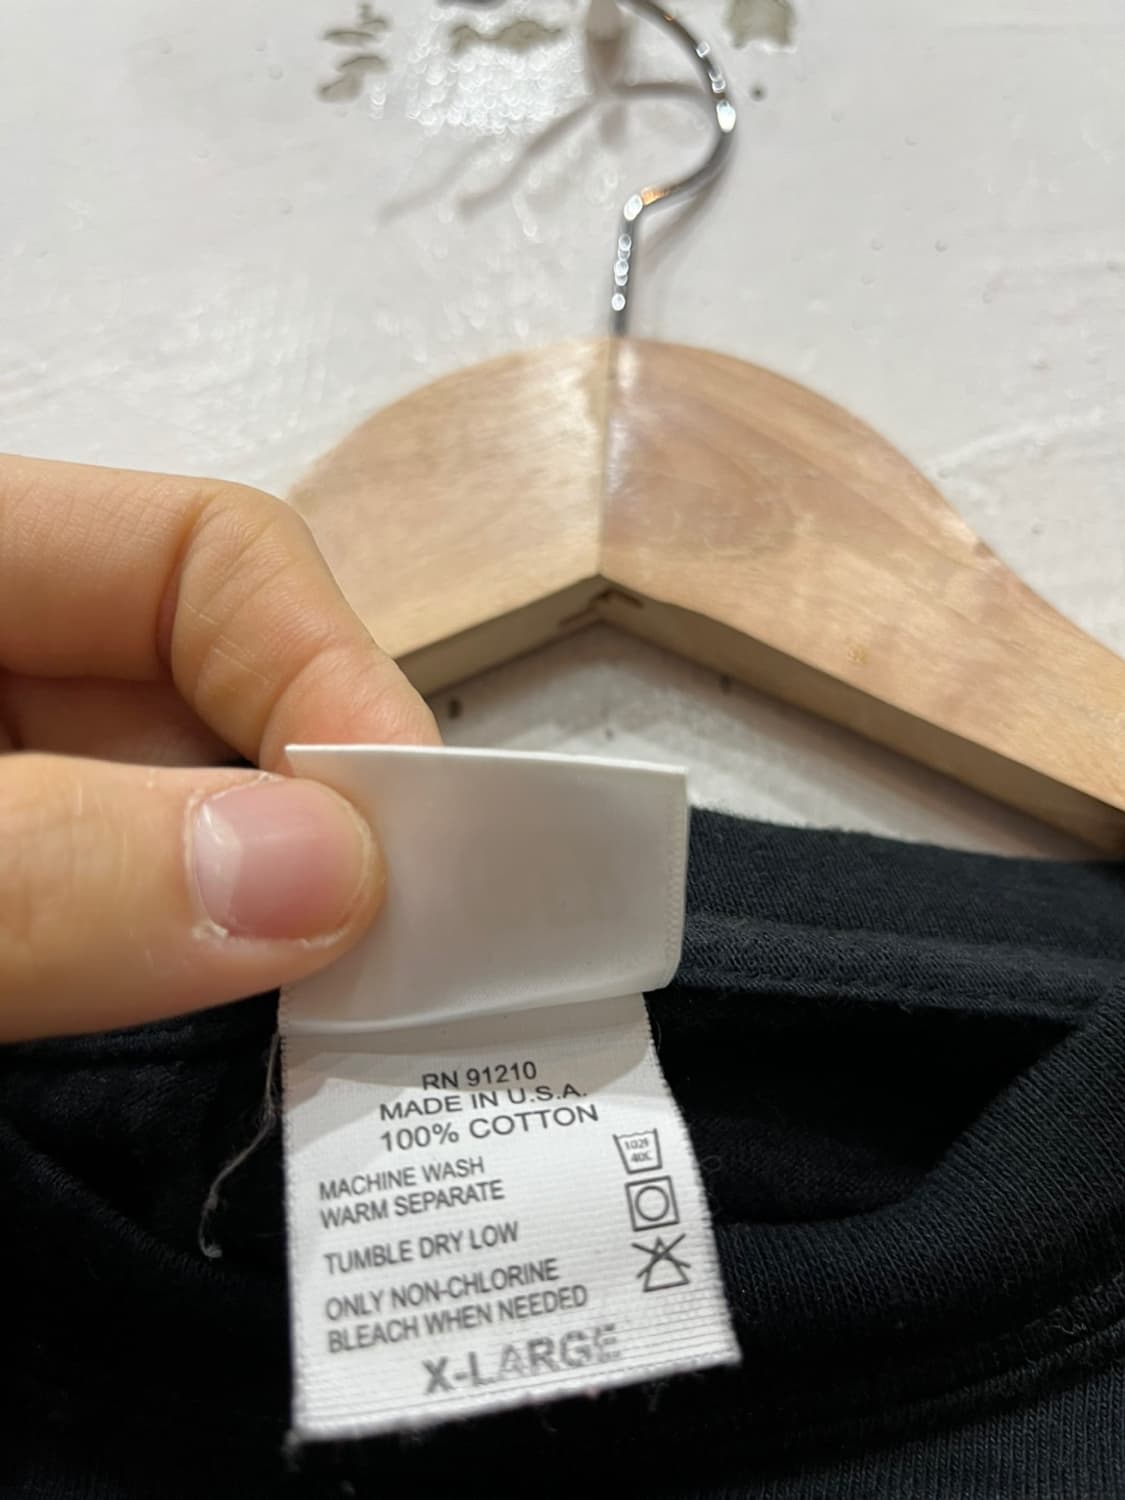 RN 91210
MADE IN U.S.A.
100% COTTON
MACHINE WASH
WARM SEPARATE
TUMBLE DRY LOW
ONLY NON-CHLORINE
BLEACH WHEN NEEDED
X-LARGE
40C